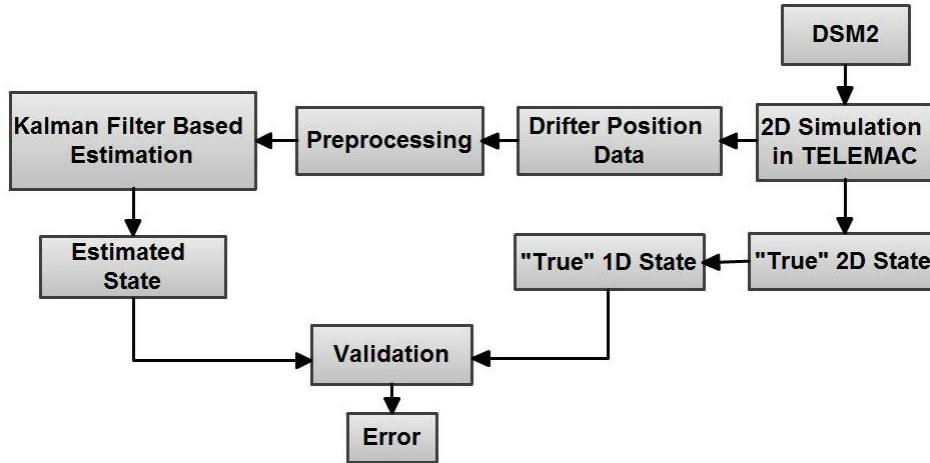 DSM2
Kalman Filter Based
Estimation
Preprocessing
Drifter Position
Data
2D Simulation
in TELEMAC
Estimated
State
"True" 1D State
"True" 2D State
Validation
Error